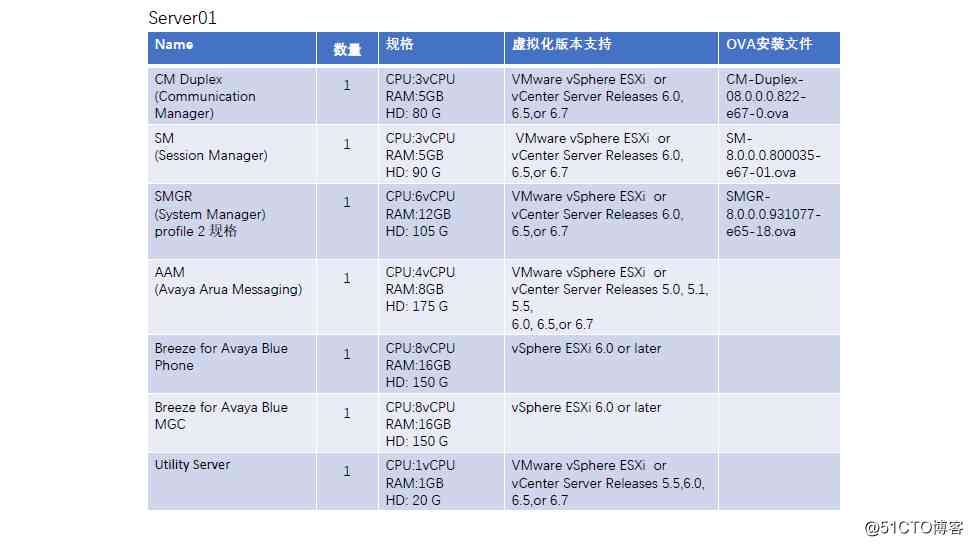 Server01
Name 数量 规格 虚拟化版本支持 OVA安装文件
CM Duplex
(Communication
Manager)
1
CPU:3vCPU
RAM:5GB
HD: 80 G
VMware vSphere ESXi or
vCenter Server Releases 6.0,
6.5,or 6.7
CM-Duplex-
08.0.0.0.822-
e67-0.ova
SM
(Session Manager)
1
CPU:3vCPU
RAM:5GB
HD: 90 G
VMware vSphere ESXi or
vCenter Server Releases 6.0,
6.5,or 6.7
SM-
8.0.0.0.800035-
e67-01.ova
SMGR
(System Manager)
profile 2 规格
1
CPU:6vCPU
RAM:12GB
HD: 105 G
VMware vSphere ESXi or
vCenter Server Releases 6.0,
6.5,or 6.7
SMGR-
8.0.0.0.931077-
e65-18.ova
AAM
(Avaya Arua Messaging)
1
CPU:4vCPU
RAM:8GB
HD: 175 G
VMware vSphere ESXi or
vCenter Server Releases 5.0, 5.1,
5.5,
6.0, 6.5,or 6.7
Breeze for Avaya Blue
Phone
1
CPU:8vCPU
RAM:16GB
HD: 150 G
vSphere ESXi 6.0 or later
Breeze for Avaya Blue
MGC
1
CPU:8vCPU
RAM:16GB
HD: 150 G
vSphere ESXi 6.0 or later
Utility Server
1
CPU:1vCPU
RAM:1GB
HD: 20 G
VMware vSphere ESXi or
vCenter Server Releases 5.5,6.0,
6.5,or 6.7
@51CTO博客